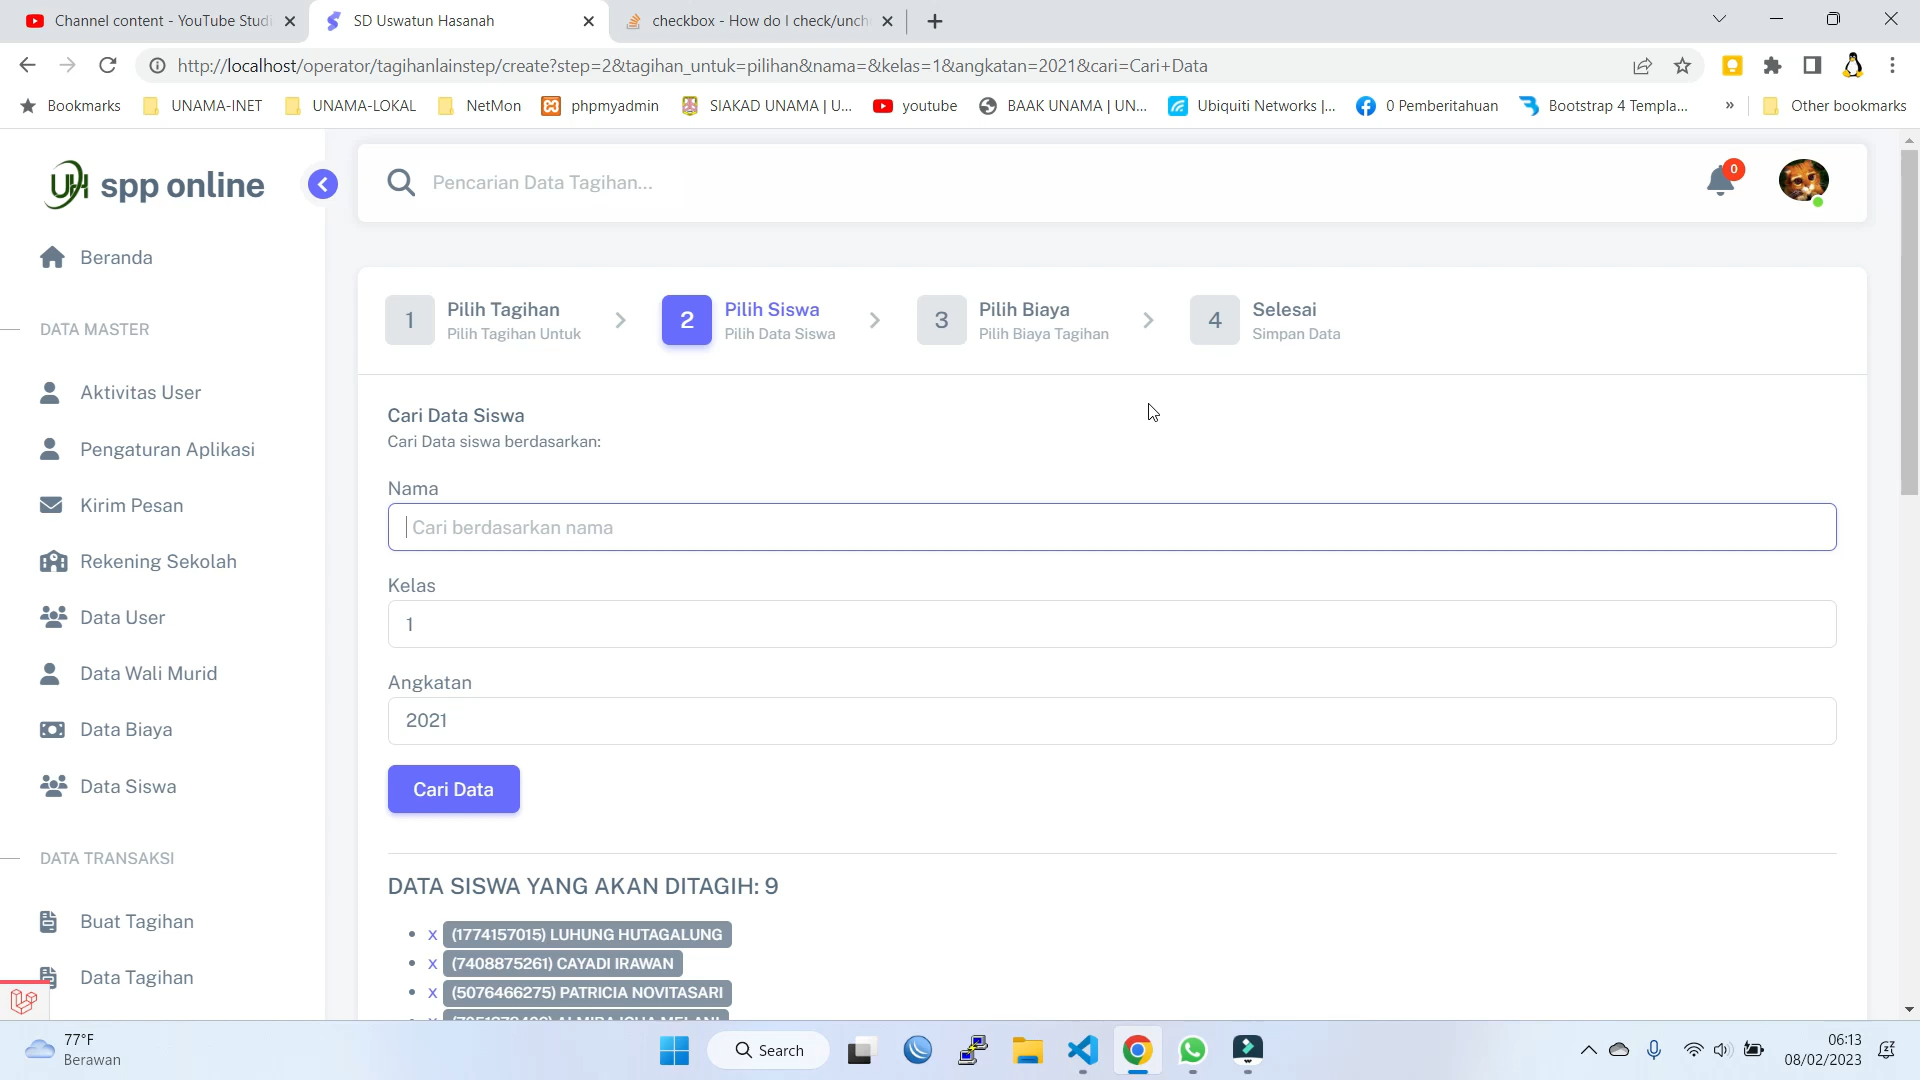 Channel content - YouTube Studi
SD Uswatun Hasanah
checkbox - How do I check/unch
http://localhost/operator/tagihanlainstep/create?step=2&tagihan_untuk=pilihan&nama=&kelas=1&angkatan=2021&cari=Cari+Data
Bookmarks
UNAMA-INET
UNAMA-LOKAL
NetMon
phpmyadmin
SIAKAD UNAMA | U...
youtube
BAAK UNAMA | UN...
Ubiquiti Networks |...
0 Pemberitahuan
Bootstrap 4 Templa...
»
Other bookmarks
UH spp online
Pencarian Data Tagihan...
0
Beranda
DATA MASTER
Aktivitas User
Pengaturan Aplikasi
Kirim Pesan
Rekening Sekolah
Data User
Data Wali Murid
Data Biaya
Data Siswa
DATA TRANSAKSI
Buat Tagihan
Data Tagihan
1
Pilih Tagihan
Pilih Tagihan Untuk
2
Pilih Siswa
Pilih Data Siswa
3
Pilih Biaya
Pilih Biaya Tagihan
4
Selesai
Simpan Data
Cari Data Siswa
Cari Data siswa berdasarkan:
Nama
Cari berdasarkan nama
Kelas
1
Angkatan
2021
Cari Data
DATA SISWA YANG AKAN DITAGIH: 9
• x (1774157015) LUHUNG HUTAGALUNG
• x (7408875261) CAYADI IRAWAN
• x (5076466275) PATRICIA NOVITASARI
77°F
Berawan
Search
06:13
08/02/2023